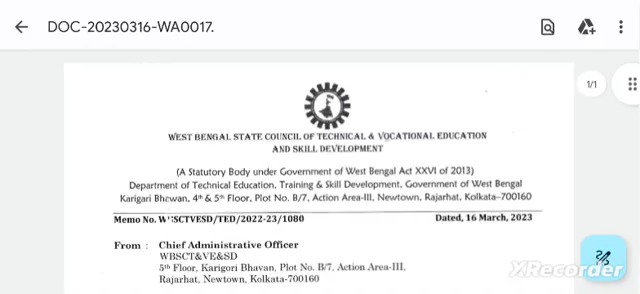 DOC-20230316-WA0017.
1/1
WEST BENGAL STATE COUNCIL OF TECHNICAL & VOCATIONAL EDUCATION
AND SKILL DEVELOPMENT
(A Statutory Body under Government of West Bengal Act XXVI of 2013)
Department of Technical Education, Training & Skill Development, Government of West Bengal
Karigari Bhawan, 4th & 5th Floor, Plot No. B/7, Action Area-III, Newtown, Rajarhat, Kolkata-700160
Memo No. WBSCTVESD/TED/2022-23/1080 Dated, 16 March, 2023
From : Chief Administrative Officer
WBSCT&VE&SD
5th Floor, Karigori Bhavan, Plot No. B/7, Action Area-III,
Rajarhat, Newtown, Kolkata-700160
XRecorder